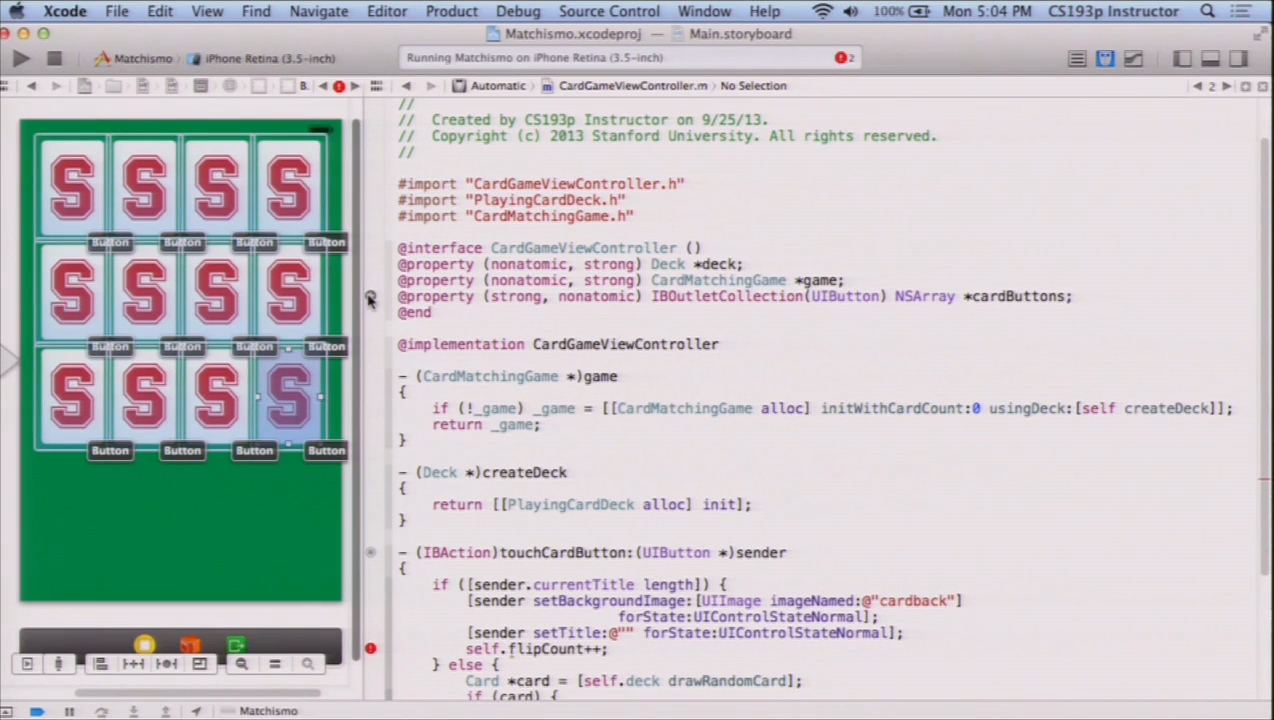 Xcode File Edit View Find Navigate Editor Product Debug Source Control Window Help 100% Mon 5:04 PM CS193p Instructor
Matchismo.xcodeproj — Main.storyboard
Matchismo iPhone Retina (3.5-inch) Running Matchismo on iPhone Retina (3.5-inch) 2
B. Automatic CardGameViewController.m No Selection 2
//
// Created by CS193p Instructor on 9/25/13.
// Copyright (c) 2013 Stanford University. All rights reserved.
//
#import "CardGameViewController.h"
#import "PlayingCardDeck.h"
#import "CardMatchingGame.h"
@interface CardGameViewController ()
@property (nonatomic, strong) Deck *deck;
@property (nonatomic, strong) CardMatchingGame *game;
@property (strong, nonatomic) IBOutletCollection(UIButton) NSArray *cardButtons;
@end
@implementation CardGameViewController
- (CardMatchingGame *)game
{
if (!_game) _game = [[CardMatchingGame alloc] initWithCardCount:0 usingDeck:[self createDeck]];
return _game;
}
- (Deck *)createDeck
{
return [[PlayingCardDeck alloc] init];
}
- (IBAction)touchCardButton:(UIButton *)sender
{
if ([sender.currentTitle length]) {
[sender setBackgroundImage:[UIImage imageNamed:@"cardback"]
forState:UIControlStateNormal];
[sender setTitle:@"" forState:UIControlStateNormal];
self.flipCount++;
} else {
Card *card = [self.deck drawRandomCard];
if (card) {
S S S S
Button Button Button Button
S S S S
Button Button Button Button
S S S S
Button Button Button Button
Matchismo